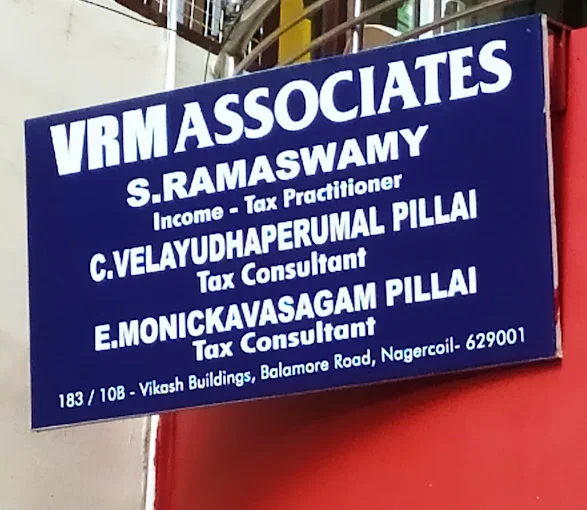 VRM ASSOCIATES
S.RAMASWAMY
Income - Tax Practitioner
C.VELAYUDHAPERUMAL PILLAI
Tax Consultant
E.MONICKAVASAGAM PILLAI
Tax Consultant
183 / 10B - Vikash Buildings, Balamore Road, Nagercoil- 629001